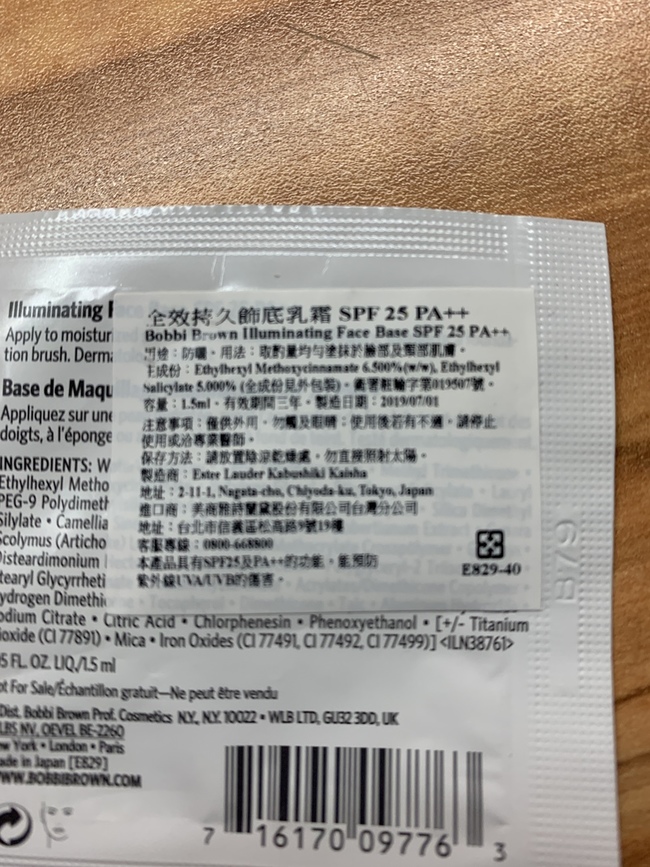 全效持久飾底乳霜 SPF 25 PA++
Bobbi Brown Illuminating Face Base SPF 25 PA++
用途：防曬。用法：取酌量均勻塗抹於臉部及頸部肌膚。
主成份：Ethylhexyl Methoxycinnamate 6.500%(w/w), Ethylhexyl
Salicylate 5.000% (全成份見外包裝)。衛署粧輸字第019507號。
容量：1.5ml。有效期間三年。製造日期：2019/07/01
注意事項：僅供外用。勿觸及眼睛；使用後若有不適，請停止
使用或洽專業醫師。
保存方法：請放置陰涼乾燥處，勿直接照射太陽。
製造商：Estee Lauder Kabushiki Kaisha
地址：2-11-1, Nagata-cho, Chiyoda-ku, Tokyo, Japan
進口商：美商雅詩蘭黛股份有限公司台灣分公司
地址：台北市信義區松高路9號19樓
客服專線：0800-668800
本產品具有SPF25及PA++的功能，能預防
紫外線UVA/UVB的傷害。
E829-40
Illuminating
Apply to moistur
tion brush. Derma
Base de Maqu
Appliquez sur une
doigts, à l'éponge
INGREDIENTS: W
Ethylhexyl Metho
PEG-9 Polydimeth
Silylate • Camellia
Scolymus (Articho
Disteardimonium
tearyl Glycyrrheti
ydrogen Dimethic
odium Citrate • Citric Acid • Chlorphenesin • Phenoxyethanol • [+/- Titanium
ioxide (CI 77891) • Mica • Iron Oxides (CI 77491, CI 77492, CI 77499)] <ILN38761>
5 FL. OZ. LIQ./1.5 ml
ot For Sale/Échantillon gratuit—Ne peut être vendu
Dist. Bobbi Brown Prof. Cosmetics N.Y., N.Y. 10022 • WLB LTD, GU32 3DD, UK
LBS NV, OEVEL BE-2260
ew York • London • Paris
ade in Japan [E829]
WWW.BOBBIBROWN.COM
7 16170 09776 3